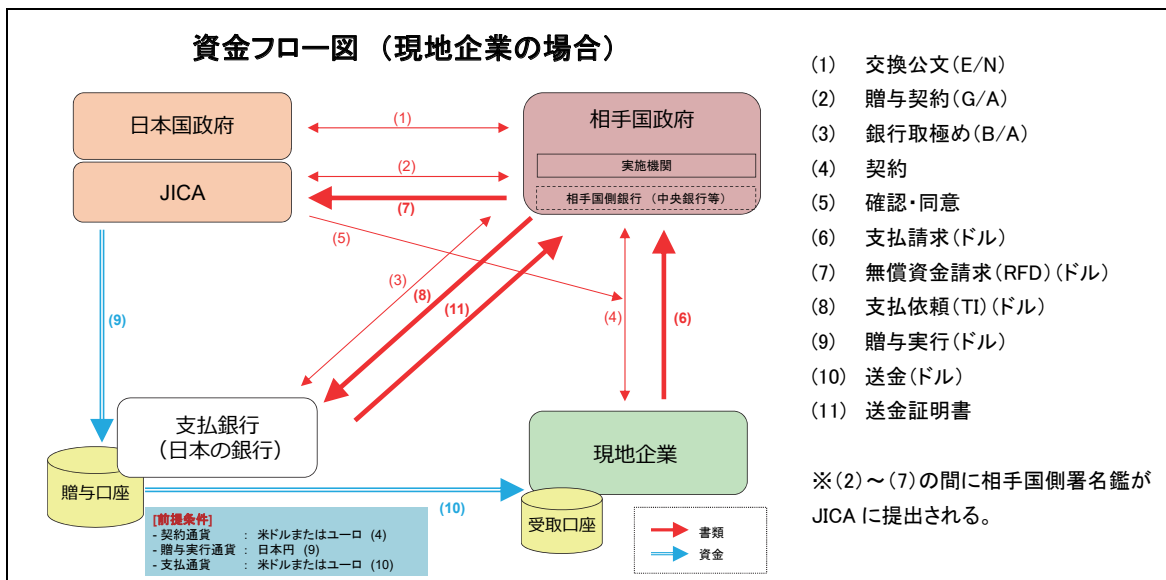 資金フロー図 （現地企業の場合）
日本国政府
JICA
相手国政府
実施機関
相手国側銀行 （中央銀行等）
(1)
(2)
(7)
(5)
(3)
(8)
(11)
(4)
(6)
(9)
支払銀行
（日本の銀行）
現地企業
贈与口座
(10)
受取口座
[前提条件]
- 契約通貨 : 米ドルまたはユーロ (4)
- 贈与実行通貨 : 日本円 (9)
- 支払通貨 : 米ドルまたはユーロ (10)
書類
資金
(1) 交換公文（E/N）
(2) 贈与契約（G/A）
(3) 銀行取極め（B/A）
(4) 契約
(5) 確認・同意
(6) 支払請求（ドル）
(7) 無償資金請求（RFD）（ドル）
(8) 支払依頼（TI）（ドル）
(9) 贈与実行（ドル）
(10) 送金（ドル）
(11) 送金証明書
※（2）～（7）の間に相手国側署名鑑が
JICA に提出される。